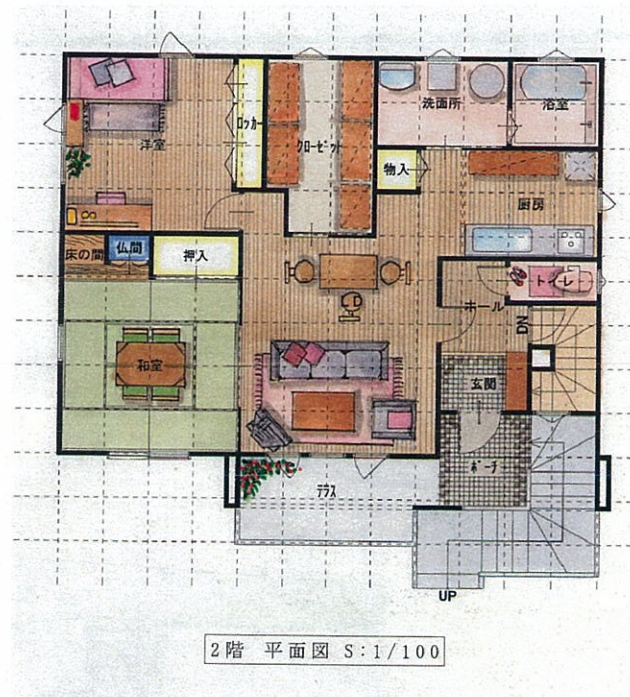 洋室
ロッカー
クローゼット
洗面所
浴室
物入
厨房
床の間
仏間
押入
トイレ
ホール
DN
和室
玄関
ポーチ
テラス
UP
2階 平面図 S:1/100